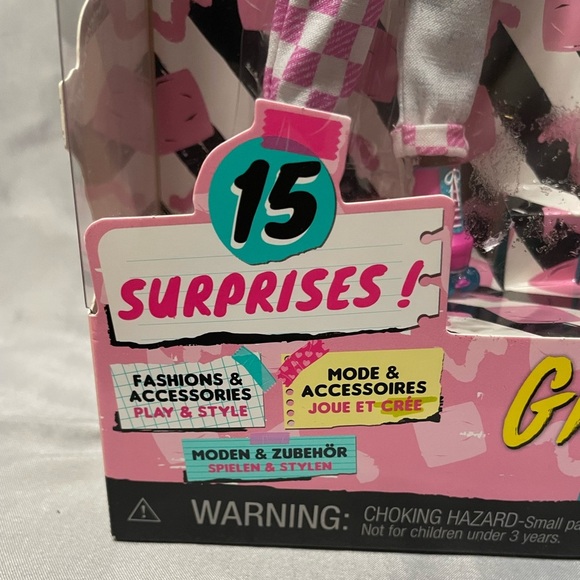 15
SURPRISES!
FASHIONS &
ACCESSORIES
PLAY & STYLE
MODE &
ACCESSOIRES
JOUE ET CRÉE
MODEN & ZUBEHÖR
SPIELEN & STYLEN
WARNING: CHOKING HAZARD-Small
Not for children under 3 years.